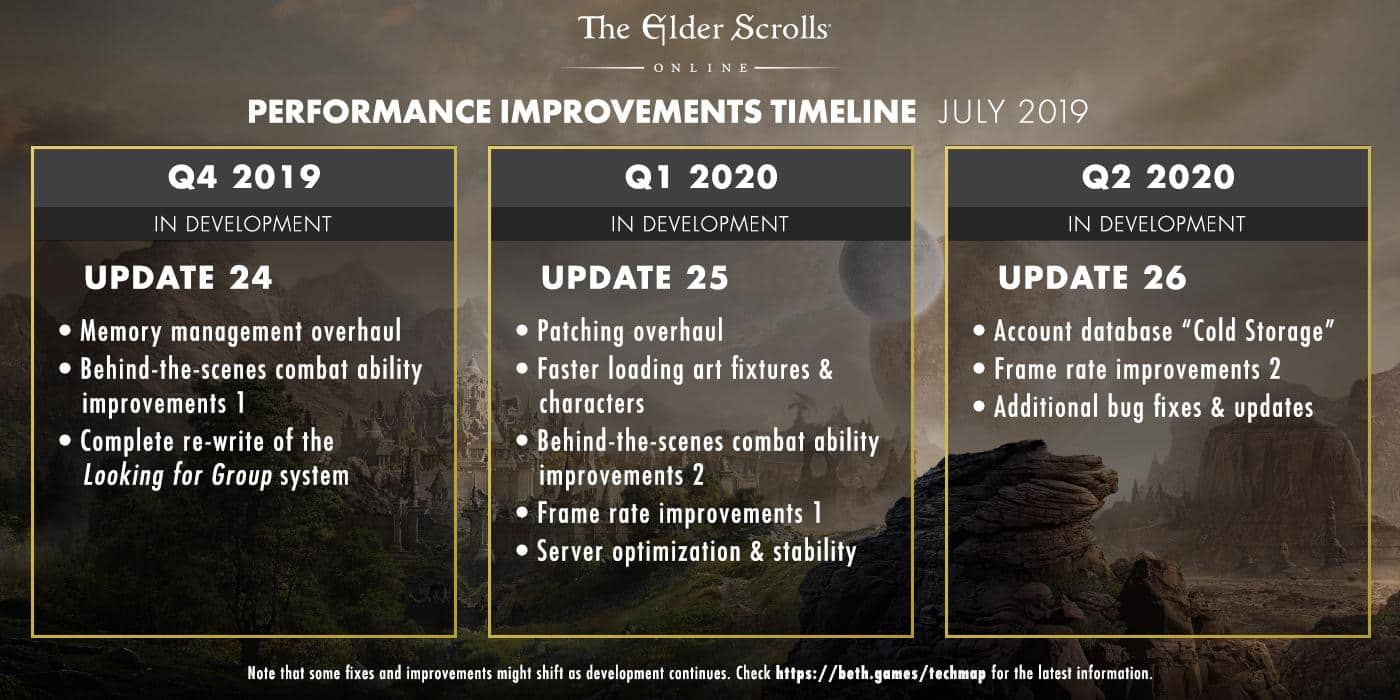 The Elder Scrolls
ONLINE
PERFORMANCE IMPROVEMENTS TIMELINE JULY 2019
Q4 2019
IN DEVELOPMENT
UPDATE 24
• Memory management overhaul
• Behind-the-scenes combat ability
improvements 1
• Complete re-write of the
Looking for Group system
Q1 2020
IN DEVELOPMENT
UPDATE 25
• Patching overhaul
• Faster loading art fixtures &
characters
• Behind-the-scenes combat ability
improvements 2
• Frame rate improvements 1
• Server optimization & stability
Q2 2020
IN DEVELOPMENT
UPDATE 26
• Account database “Cold Storage”
• Frame rate improvements 2
• Additional bug fixes & updates
Note that some fixes and improvements might shift as development continues. Check https://beth.games/techmap for the latest information.